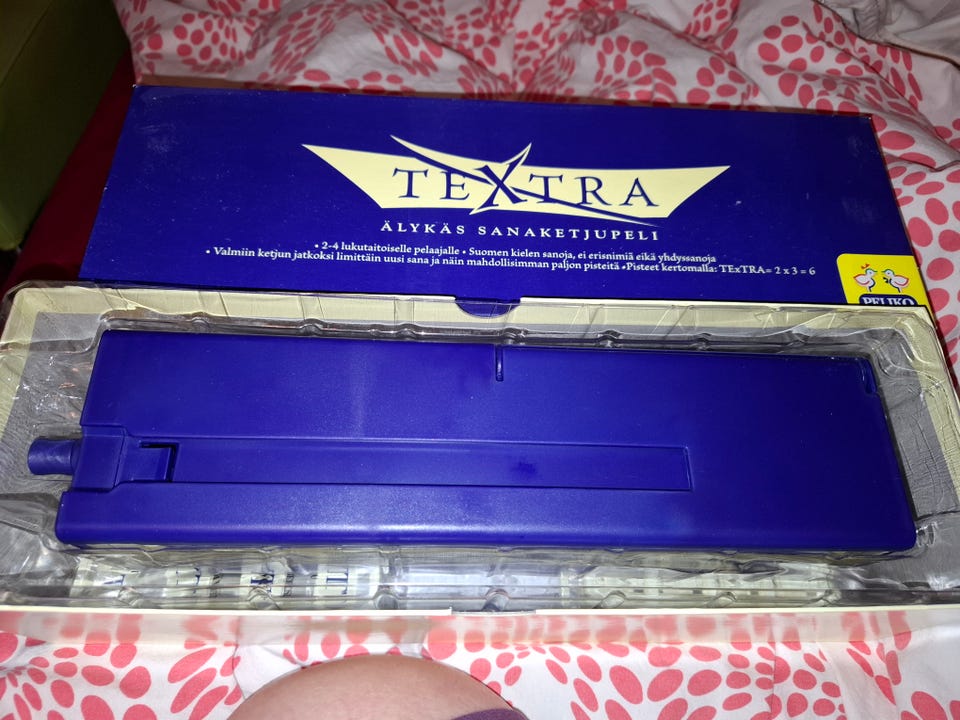 TEXTRA
ÄLYKÄS SANAKETJUPELI
• 2-4 lukutaitoiselle pelaajalle • Suomen kielen sanoja, ei erisnimiä eikä yhdyssanoja
• Valmiin ketjun jatkoksi limittäin uusi sana ja näin mahdollisimman paljon pisteitä •Pisteet kertomalla: TExTRA= 2 x 3 = 6
PELIKO